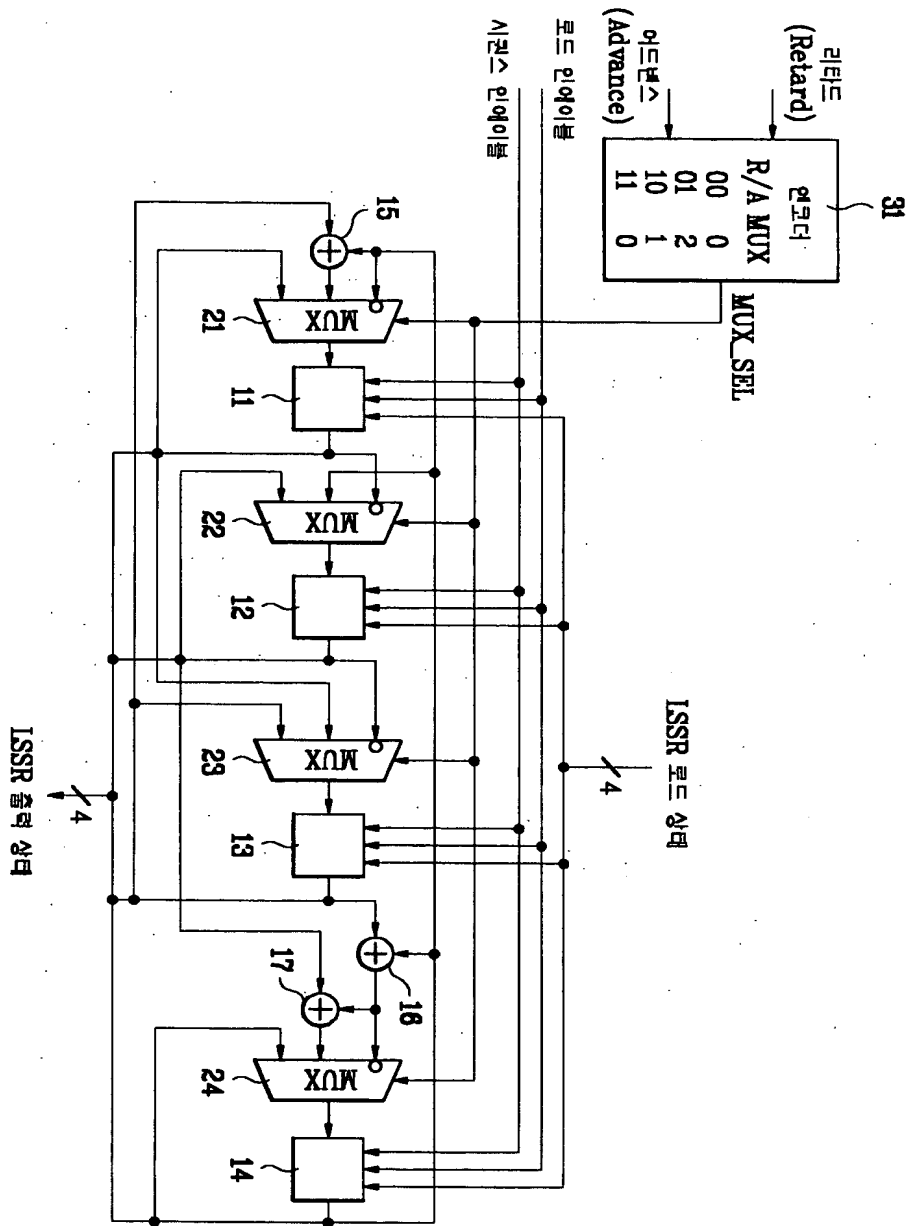 리타드
(Retard)
어드밴스
(Advance)
로드 인에이블
시퀀스 인에이블
엔코더
R/A MUX
00 0
01 2
10 1
11 0
31
MUX_SEL
LSSR 로드 상태
4
15
MUX
21
11
MUX
22
12
MUX
23
13
16
17
MUX
24
14
4
LSSR 출력 상태